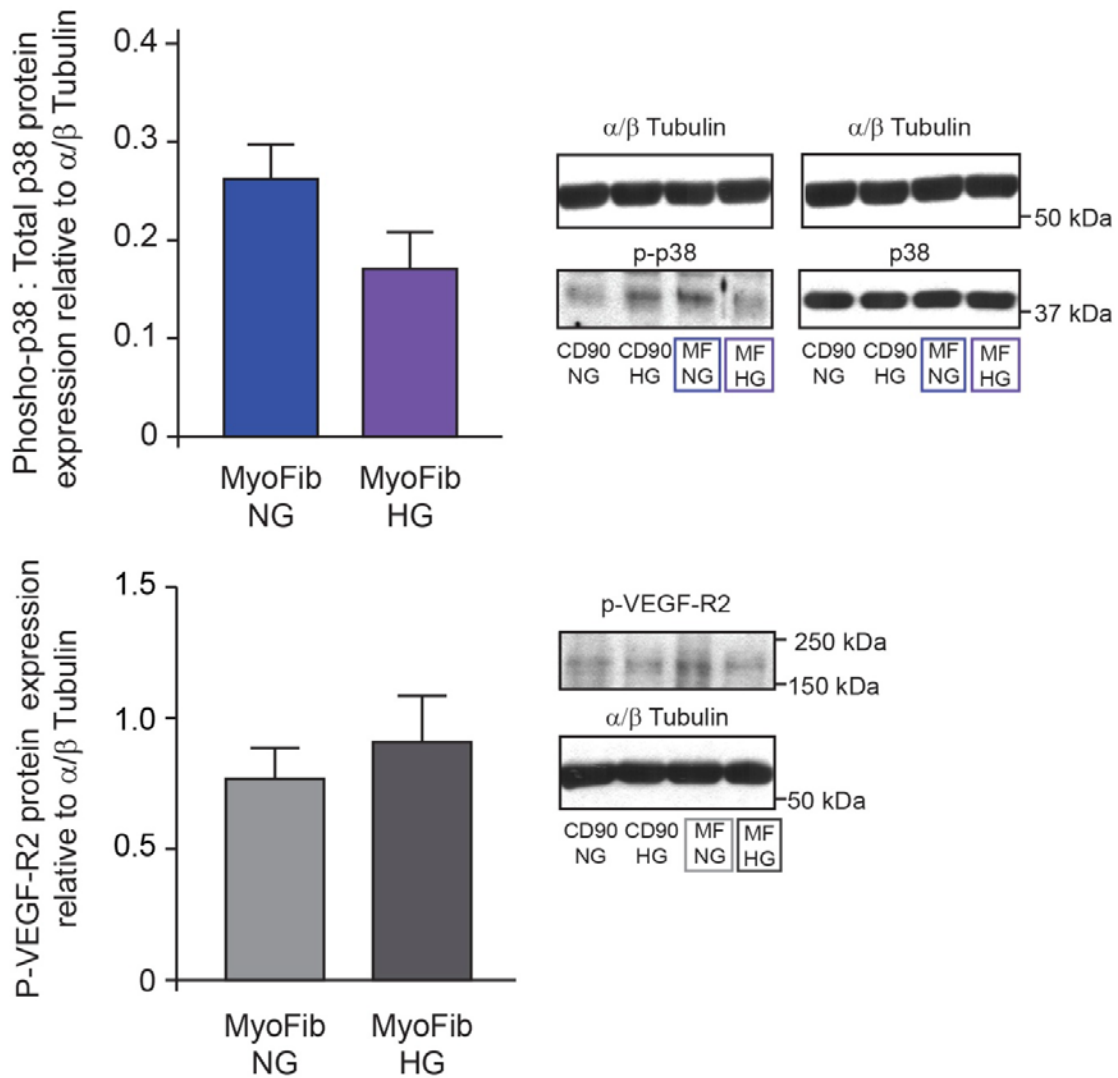 Phospho-p38 : Total p38 protein
expression relative to α/β Tubulin
0.4
0.3
0.2
0.1
0
MyoFib
NG
MyoFib
HG
α/β Tubulin
α/β Tubulin
50 kDa
p-p38
p38
37 kDa
CD90
NG
CD90
HG
MF
NG
MF
HG
CD90
NG
CD90
HG
MF
NG
MF
HG
P-VEGF-R2 protein expression
relative to α/β Tubulin
1.5
1.0
0.5
0
MyoFib
NG
MyoFib
HG
p-VEGF-R2
250 kDa
150 kDa
α/β Tubulin
50 kDa
CD90
NG
CD90
HG
MF
NG
MF
HG